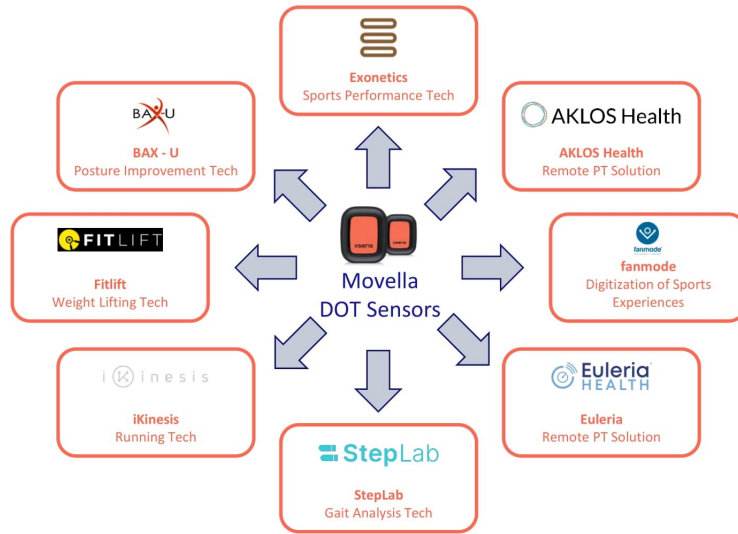 Exonetics
Sports Performance Tech
BAX-U
BAX - U
Posture Improvement Tech
AKLOS Health
AKLOS Health
Remote PT Solution
FITLIFT
Fitlift
Weight Lifting Tech
xsens
Movella
DOT Sensors
fanmode
fanmode
Digitization of Sports
Experiences
iKinesis
iKinesis
Running Tech
Euleria
HEALTH
Euleria
Remote PT Solution
StepLab
StepLab
Gait Analysis Tech